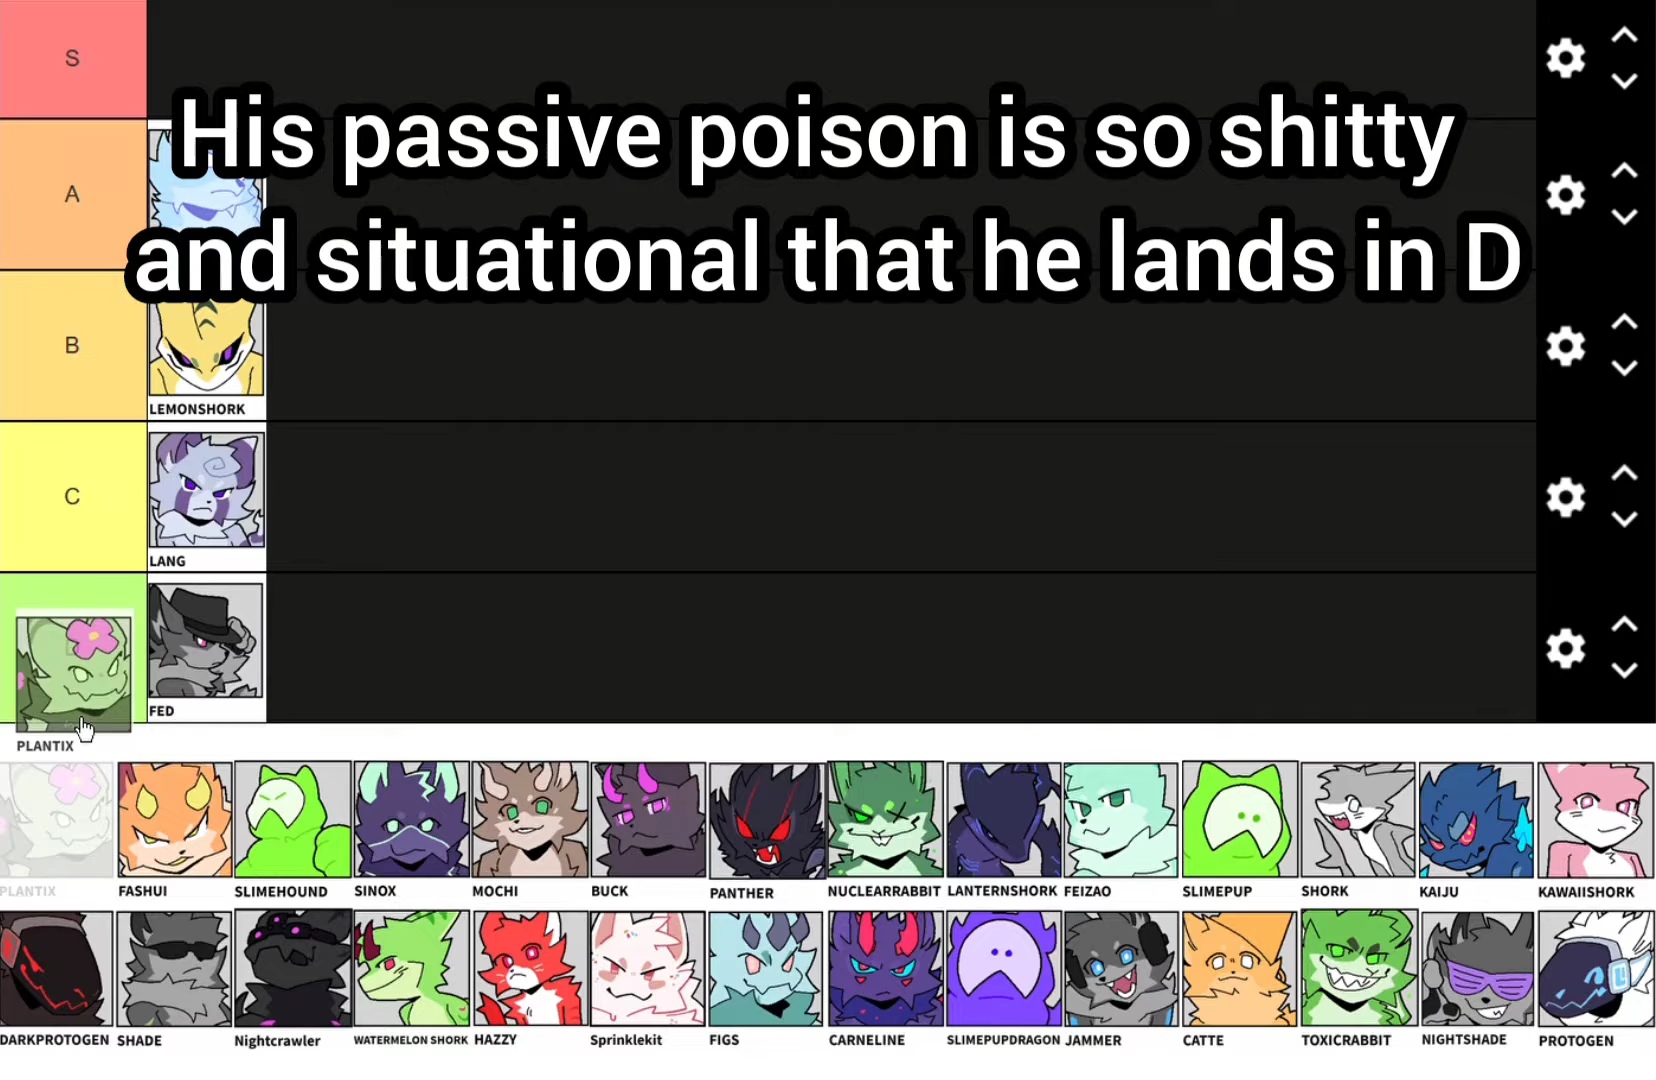 S
His passive poison is so shitty
A
and situational that he lands in D
B
LEMONSHORK
C
LANG
FED
PLANTIX
PLANTIX FASHUI SLIMEHOUND SINOX MOCHI BUCK PANTHER NUCLEARRABBIT LANTERNSHORK FEIZAO SLIMEPUP SHORK KAIJU KAWAIISHORK
DARKPROTOGEN SHADE Nightcrawler WATERMELON SHORK HAZZY Sprinklekit FIGS CARNELINE SLIMEPUPDRAGON JAMMER CATTE TOXICRABBIT NIGHTSHADE PROTOGEN